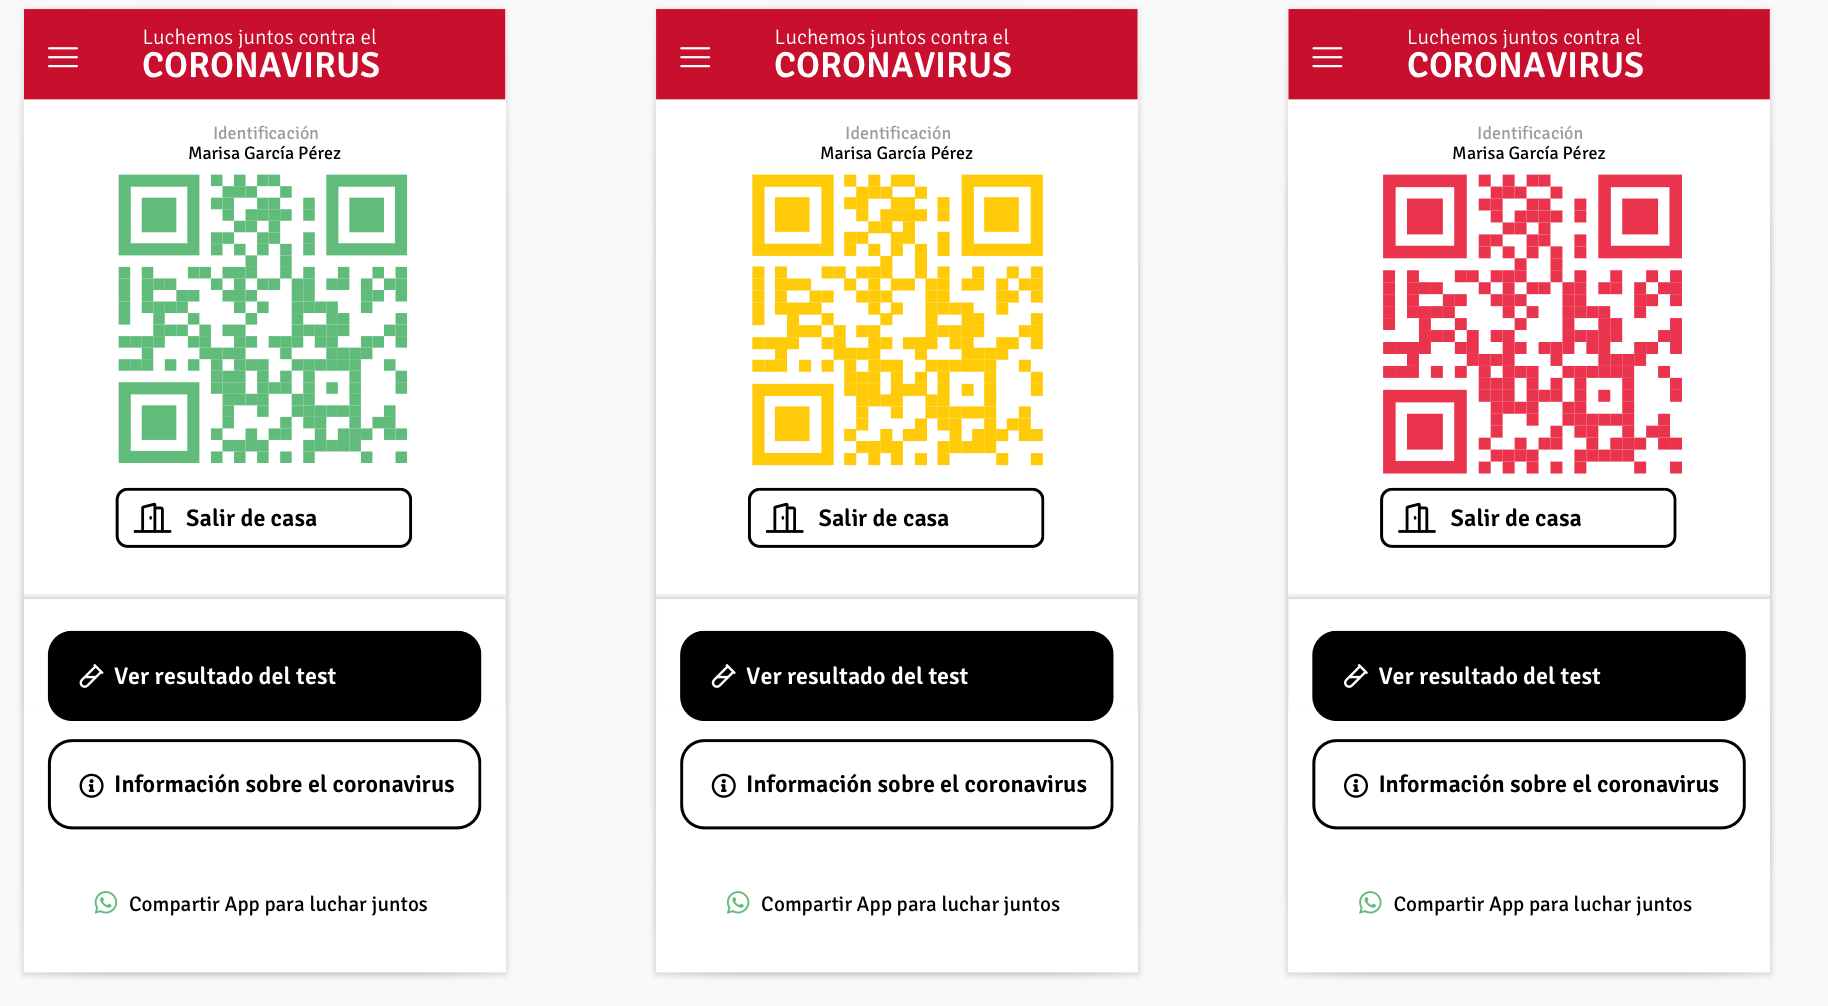 Luchemos juntos contra el
CORONAVIRUS
Identificación
Marisa García Pérez
Salir de casa
Ver resultado del test
Información sobre el coronavirus
Compartir App para luchar juntos
Luchemos juntos contra el
CORONAVIRUS
Identificación
Marisa García Pérez
Salir de casa
Ver resultado del test
Información sobre el coronavirus
Compartir App para luchar juntos
Luchemos juntos contra el
CORONAVIRUS
Identificación
Marisa García Pérez
Salir de casa
Ver resultado del test
Información sobre el coronavirus
Compartir App para luchar juntos